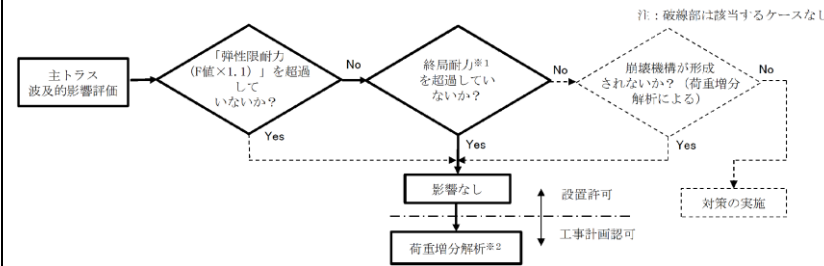 注：破線部は該当するケースなし
主トラス
波及的影響評価
「弾性限耐力
(F値×1.1)」を超過
して
いないか？
No
終局耐力※1
を超過してい
ないか？
No
崩壊機構が形成
されないか？（荷重増分
解析による）
No
Yes
Yes
Yes
影響なし
設置許可
対策の実施
工事計画認可
荷重増分解析※2